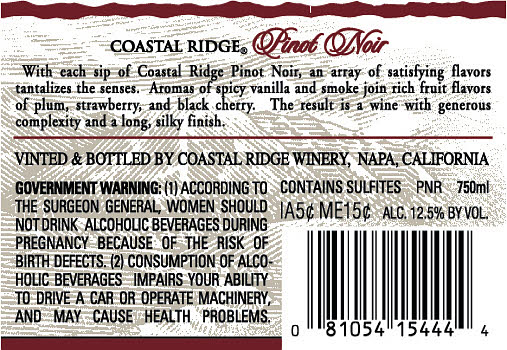 COASTAL RIDGE® Pinot Noir
With each sip of Coastal Ridge Pinot Noir, an array of satisfying flavors
tantalizes the senses. Aromas of spicy vanilla and smoke join rich fruit flavors
of plum, strawberry, and black cherry. The result is a wine with generous
complexity and a long, silky finish.
VINTED & BOTTLED BY COASTAL RIDGE WINERY, NAPA, CALIFORNIA
GOVERNMENT WARNING: (1) ACCORDING TO
THE SURGEON GENERAL, WOMEN SHOULD
NOT DRINK ALCOHOLIC BEVERAGES DURING
PREGNANCY BECAUSE OF THE RISK OF
BIRTH DEFECTS. (2) CONSUMPTION OF ALCO-
HOLIC BEVERAGES IMPAIRS YOUR ABILITY
TO DRIVE A CAR OR OPERATE MACHINERY,
AND MAY CAUSE HEALTH PROBLEMS.
CONTAINS SULFITES PNR 750ml
IA5¢ ME15¢ ALC. 12.5% BY VOL.
0 81054 15444 4